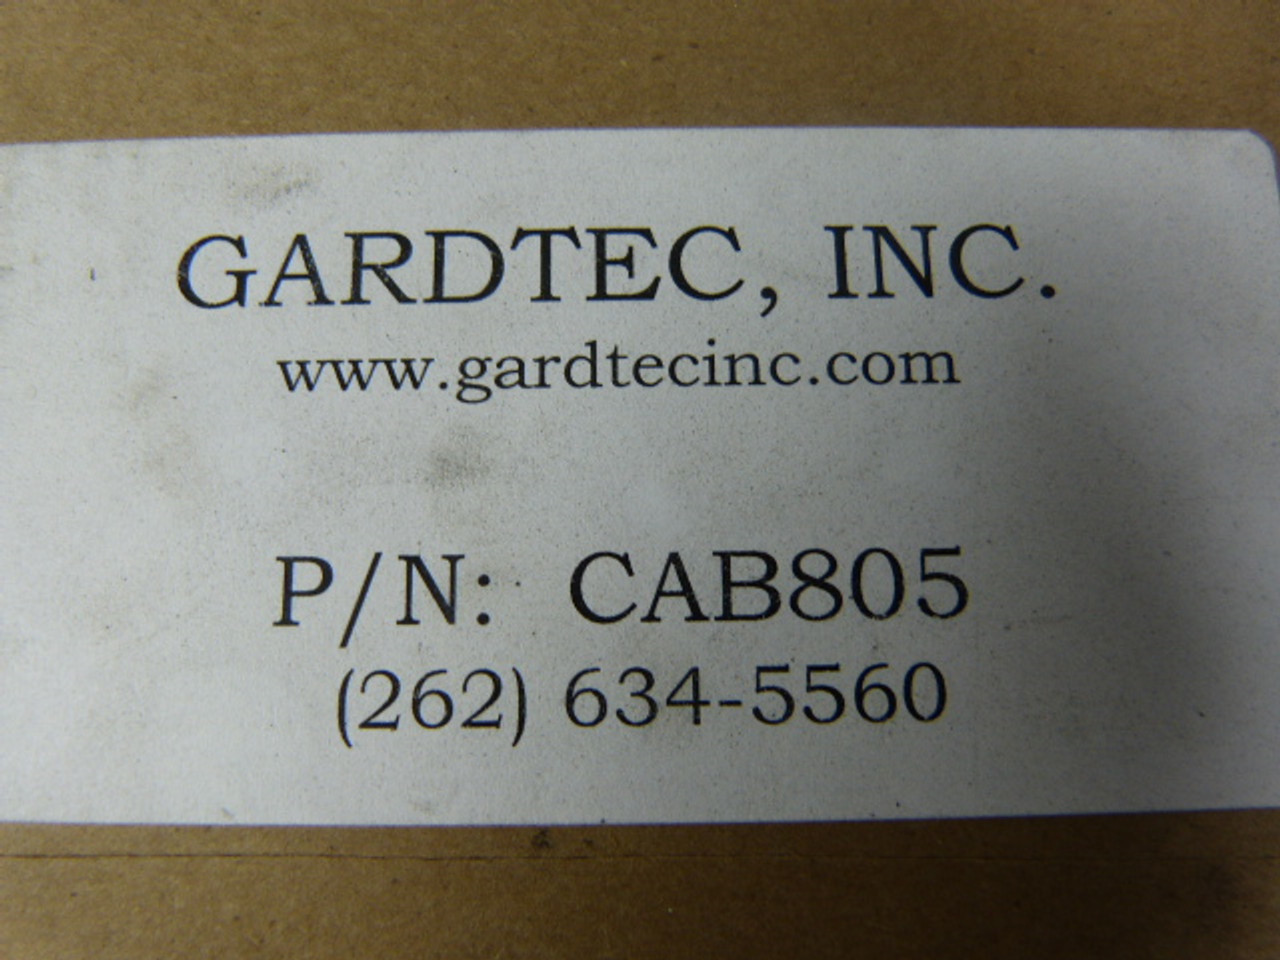 GARDTEC, INC.
www.gardtecinc.com
P/N: CAB805
(262) 634-5560